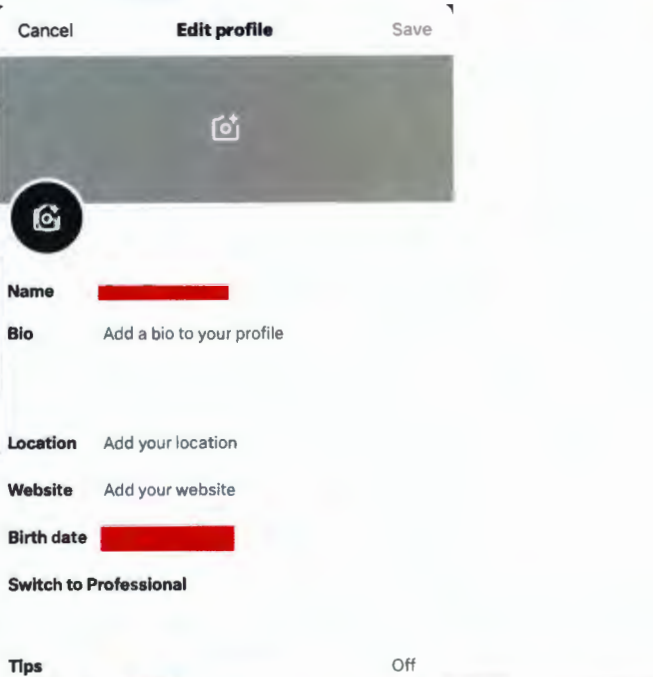 Cancel Edit profile Save
Name
Bio Add a bio to your profile
Location Add your location
Website Add your website
Birth date
Switch to Professional
Tips Off